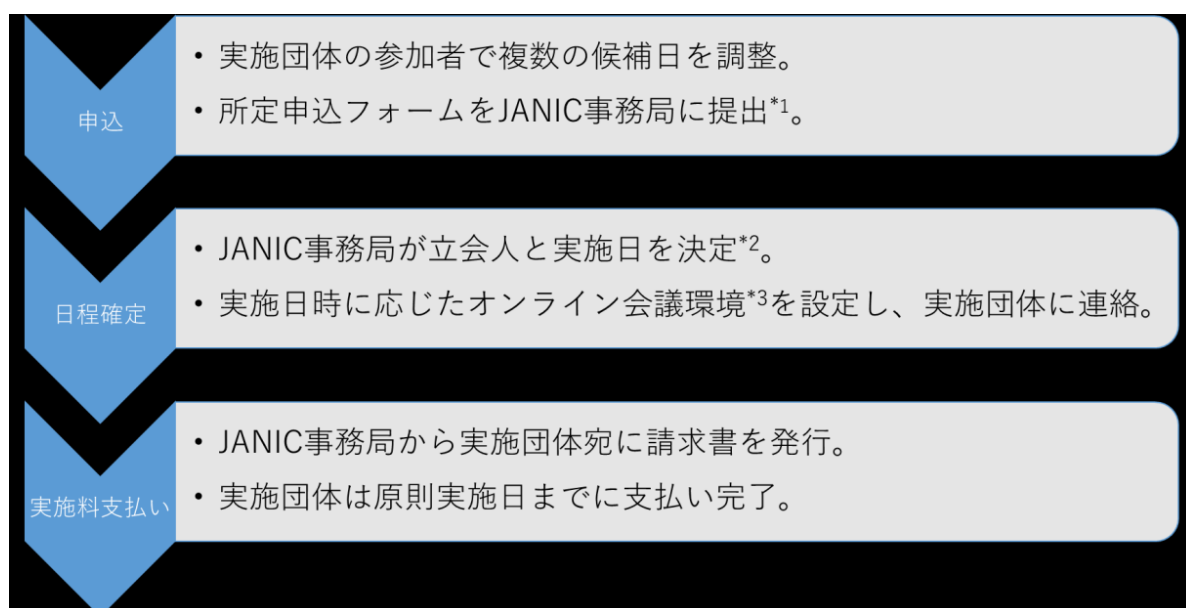 申込
• 実施団体の参加者で複数の候補日を調整。
• 所定申込フォームをJANIC事務局に提出*1。
日程確定
• JANIC事務局が立会人と実施日を決定*2。
• 実施日時に応じたオンライン会議環境*3を設定し、実施団体に連絡。
実施料支払い
• JANIC事務局から実施団体宛に請求書を発行。
• 実施団体は原則実施日までに支払い完了。